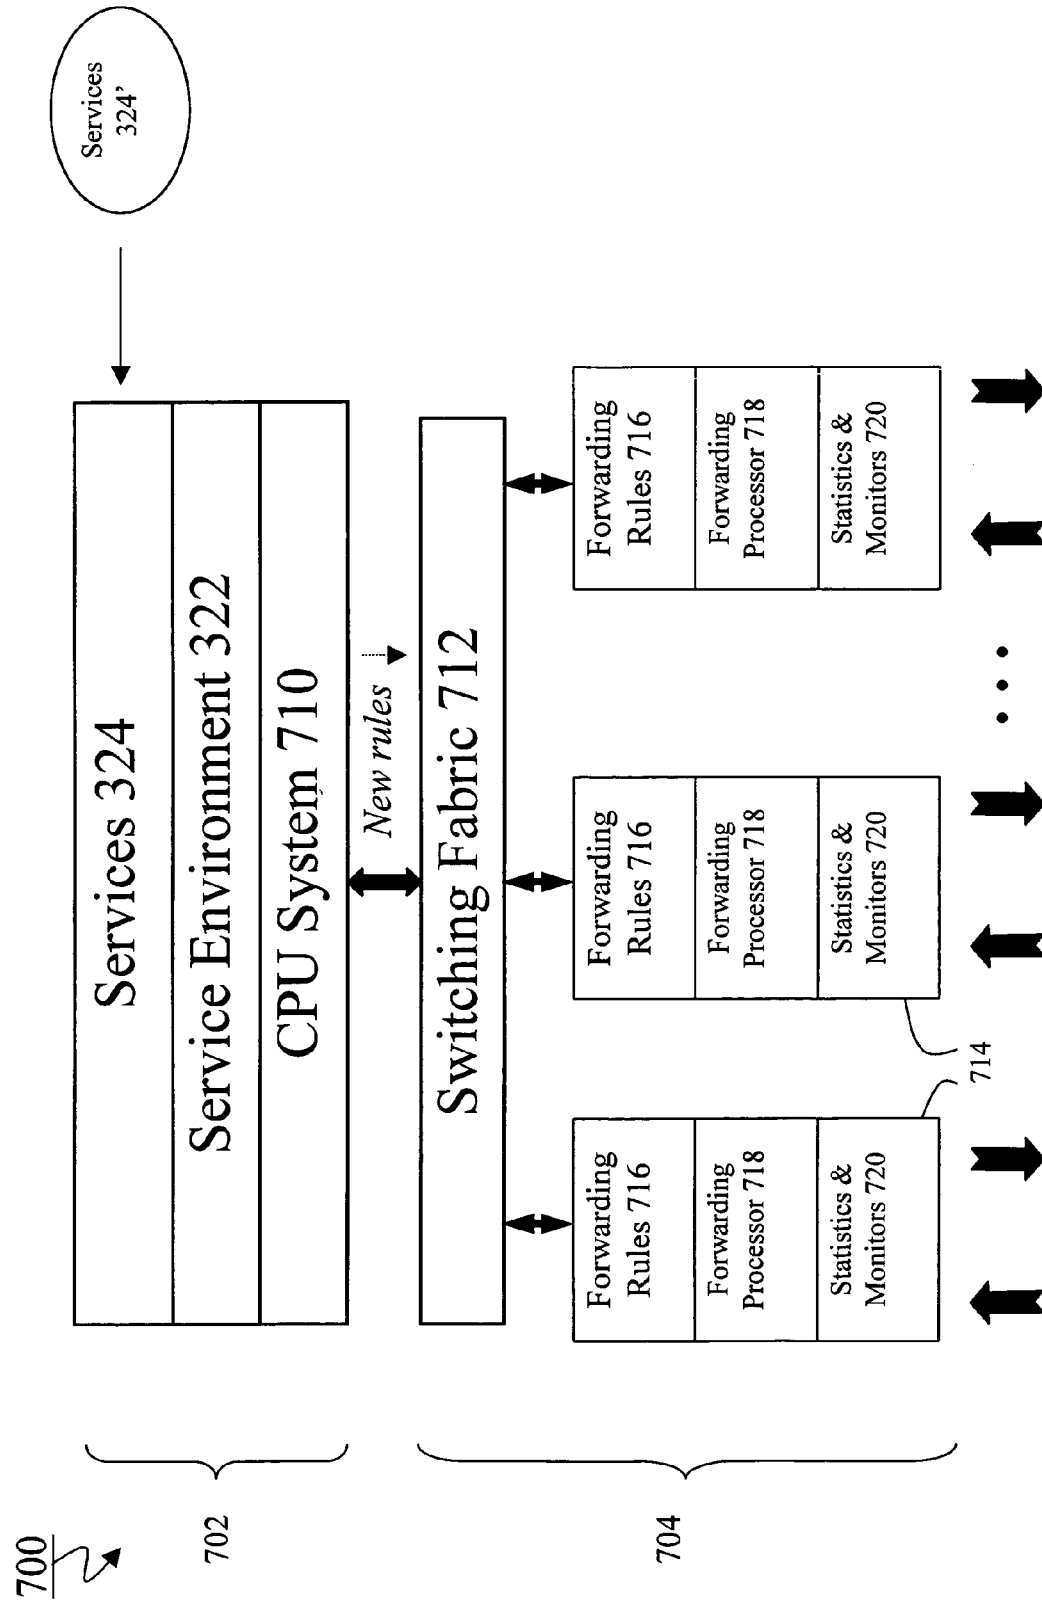 700
702
704
Services
324'
Services 324
Service Environment 322
CPU System 710
New rules
Switching Fabric 712
Forwarding
Rules 716
Forwarding
Processor 718
Statistics &
Monitors 720
Forwarding
Rules 716
Forwarding
Processor 718
Statistics &
Monitors 720
Forwarding
Rules 716
Forwarding
Processor 718
Statistics &
Monitors 720
714